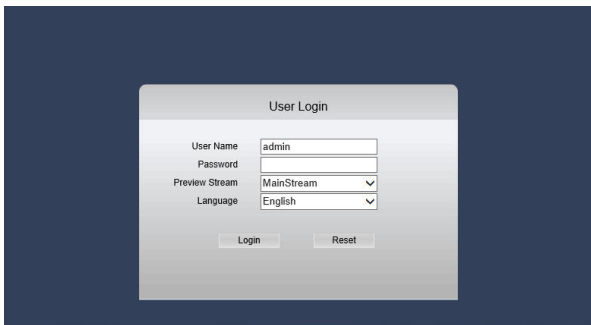 User Login
User Name admin
Password
Preview Stream MainStream
Language English
Login Reset